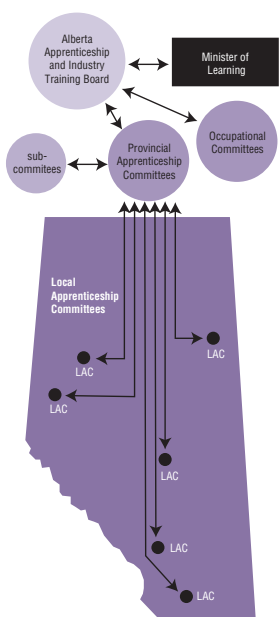 Alberta
Apprenticeship
and Industry
Training Board
Minister of
Learning
Occupational
Committees
sub-
commitees
Provincial
Apprenticeship
Committees
Local
Apprenticeship
Committees
LAC
LAC
LAC
LAC
LAC
LAC